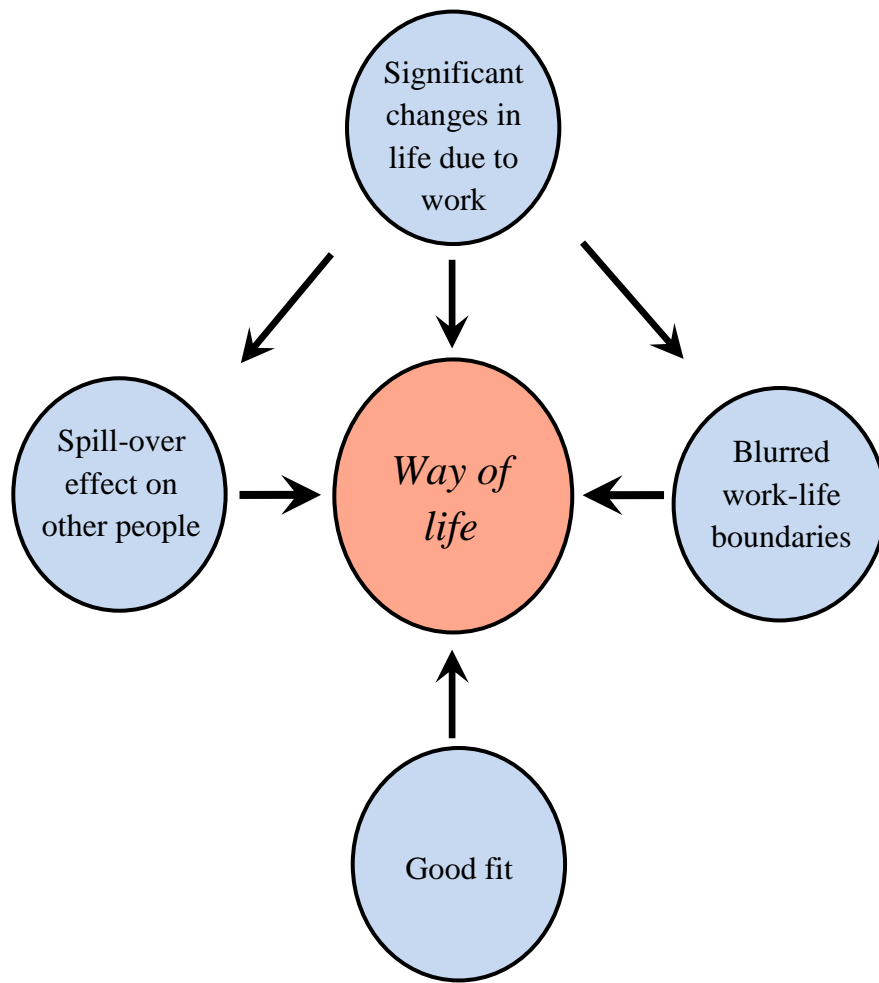 Significant
changes in
life due to
work
Spill-over
effect on
other people
Way of
life
Blurred
work-life
boundaries
Good fit